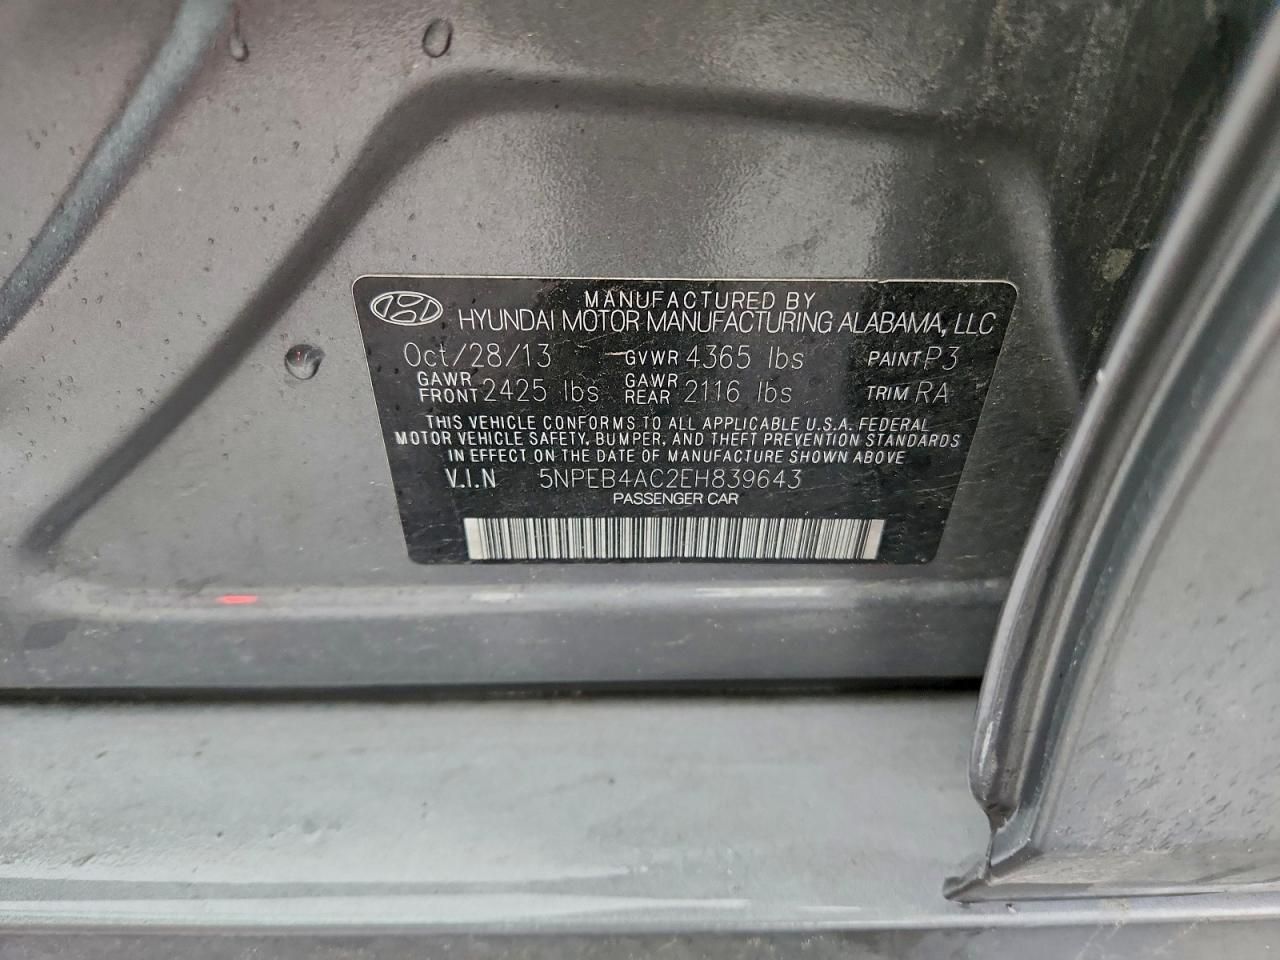 MANUFACTURED BY
HYUNDAI MOTOR MANUFACTURING ALABAMA, LLC
Oct/28/13 GVWR 4365 lbs PAINT P3
GAWR FRONT 2425 lbs GAWR REAR 2116 lbs TRIM RA
THIS VEHICLE CONFORMS TO ALL APPLICABLE U.S.A. FEDERAL
MOTOR VEHICLE SAFETY, BUMPER, AND THEFT PREVENTION STANDARDS
IN EFFECT ON THE DATE OF MANUFACTURE SHOWN ABOVE
V.I.N 5NPEB4AC2EH839643
PASSENGER CAR